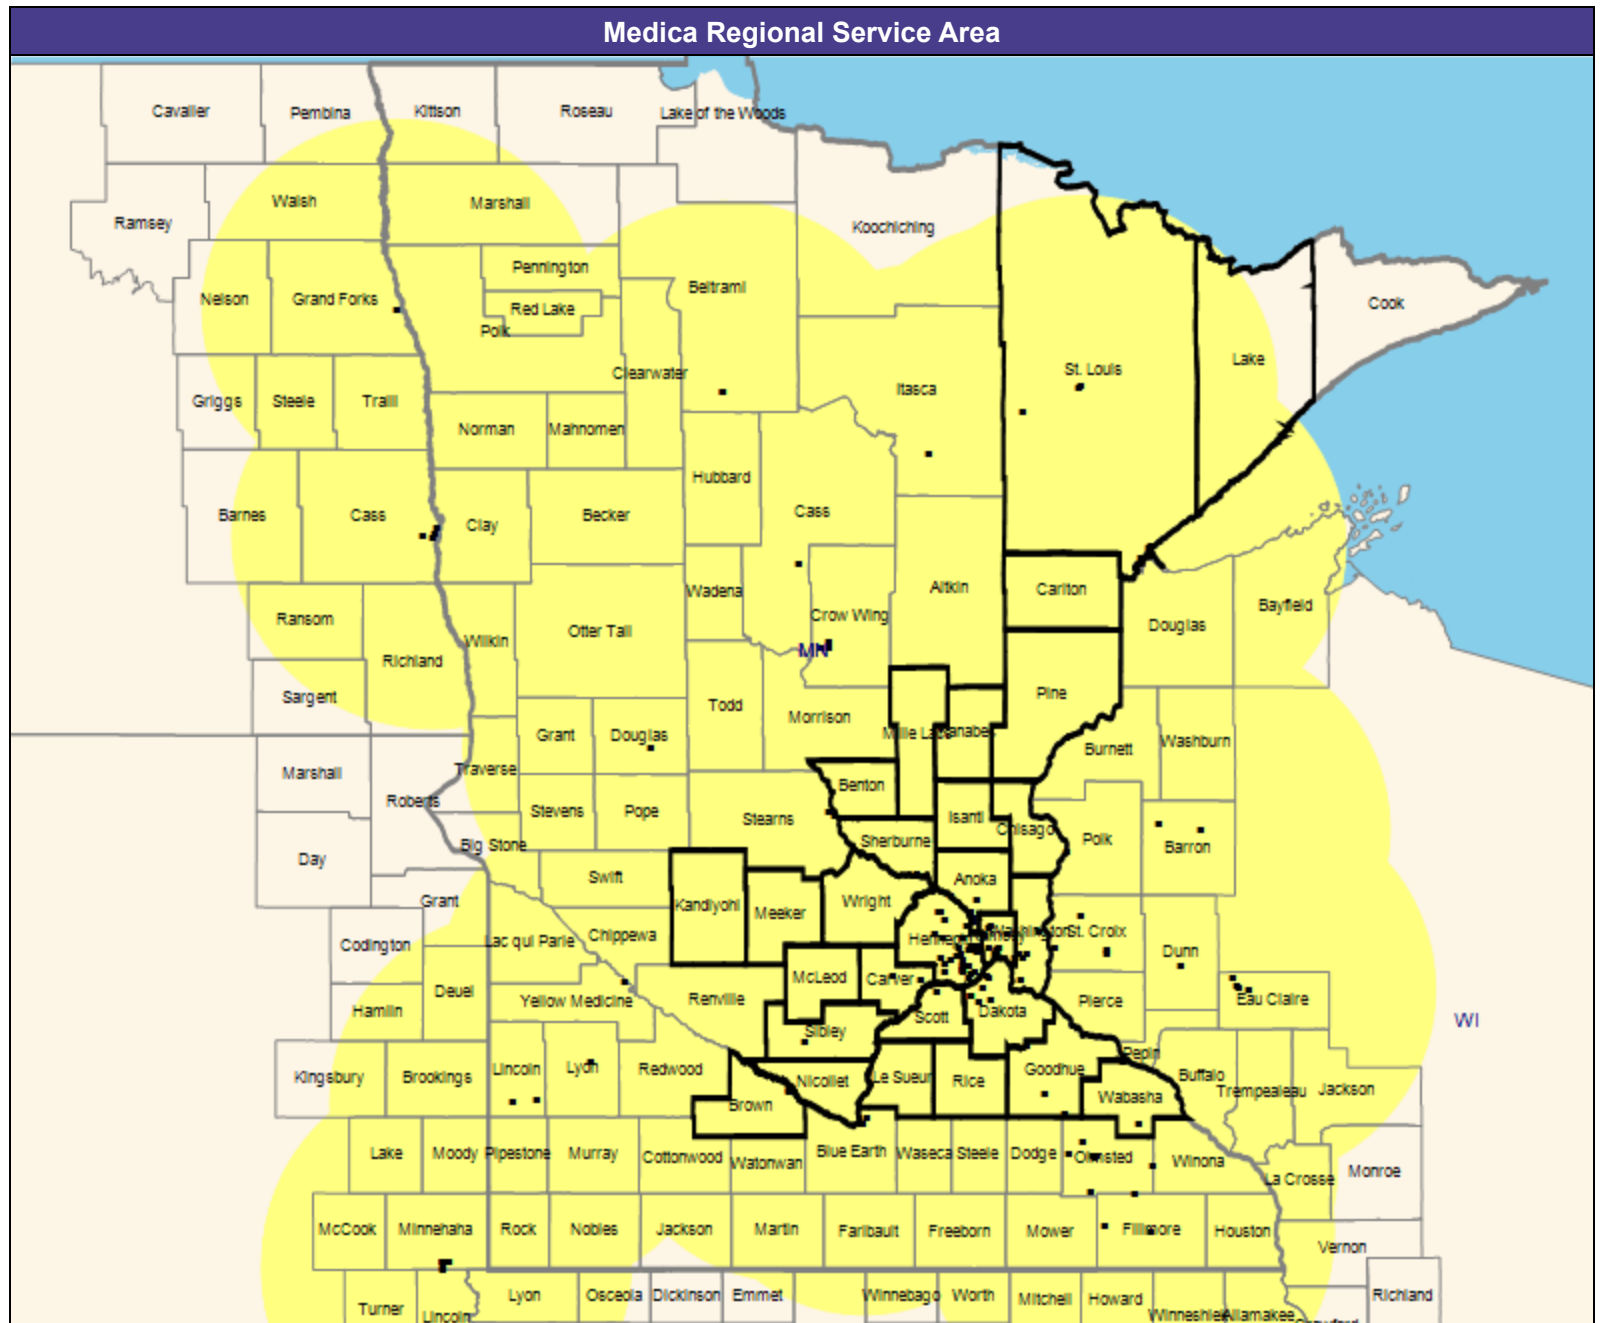 Medica Regional Service Area
Cavalier
Pembina
Kittson
Roseau
Lake of the Woods
Walsh
Marshall
Ramsey
Koochiching
Pennington
Nelson
Grand Forks
Red Lake
Beltrami
Cook
Polk
Clearwater
St. Louis
Lake
Itasca
Griggs
Steele
Traill
Norman
Mahnomen
Hubbard
Barnes
Cass
Clay
Becker
Cass
Aitkin
Carlton
Wadena
Crow Wing
Bayfield
Ransom
Otter Tail
Douglas
Wilkin
MN
Richland
Sargent
Todd
Pine
Morrison
Grant
Douglas
Mille Lacs
Kanabec
Burnett
Washburn
Marshall
Traverse
Roberts
Benton
Stevens
Pope
Stearns
Isanti
Chisago
Day
Big Stone
Sherburne
Polk
Barron
Swift
Anoka
Grant
Kandiyohi
Meeker
Wright
Codington
Lac qui Parle
Chippewa
Hennepin
Washington
St. Croix
Dunn
Deuel
McLeod
Carver
Hamlin
Yellow Medicine
Renville
Scott
Dakota
Pierce
Eau Claire
Sibley
WI
Kingsbury
Brookings
Lincoln
Lyon
Redwood
Nicollet
Le Sueur
Rice
Goodhue
Pepin
Buffalo
Trempealeau
Jackson
Brown
Wabasha
Lake
Moody
Pipestone
Murray
Cottonwood
Watonwan
Blue Earth
Waseca
Steele
Dodge
Olmsted
Winona
La Crosse
Monroe
McCook
Minnehaha
Rock
Nobles
Jackson
Martin
Faribault
Freeborn
Mower
Fillmore
Houston
Vernon
Turner
Lincoln
Lyon
Osceola
Dickinson
Emmet
Winnebago
Worth
Mitchell
Howard
Winneshiek
Allamakee
Richland